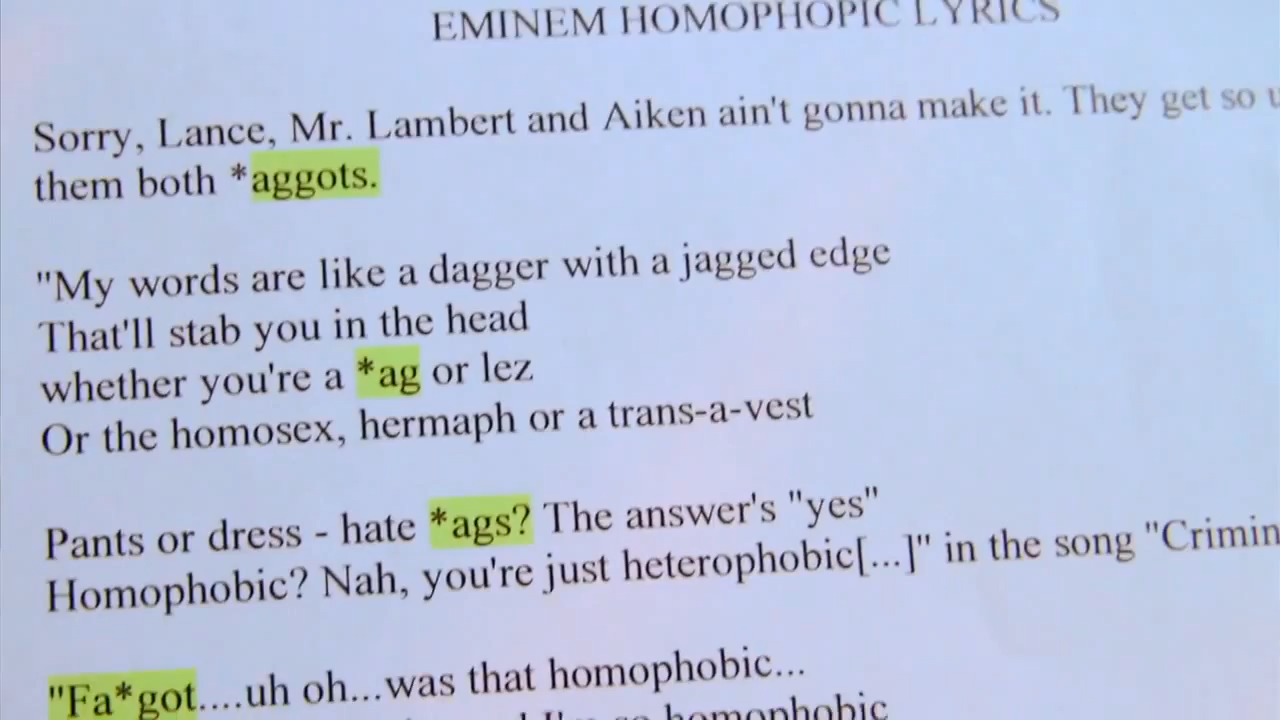 EMINEM HOMOPHOPIC LYRICS
Sorry, Lance, Mr. Lambert and Aiken ain't gonna make it. They get so
them both *aggots.
"My words are like a dagger with a jagged edge
That'll stab you in the head
whether you're a *ag or lez
Or the homosex, hermaph or a trans-a-vest
Pants or dress - hate *ags? The answer's "yes"
Homophobic? Nah, you're just heterophobic[...]" in the song "Crimin
"Fa*got....uh oh...was that homophobic...
I'm so homophobic